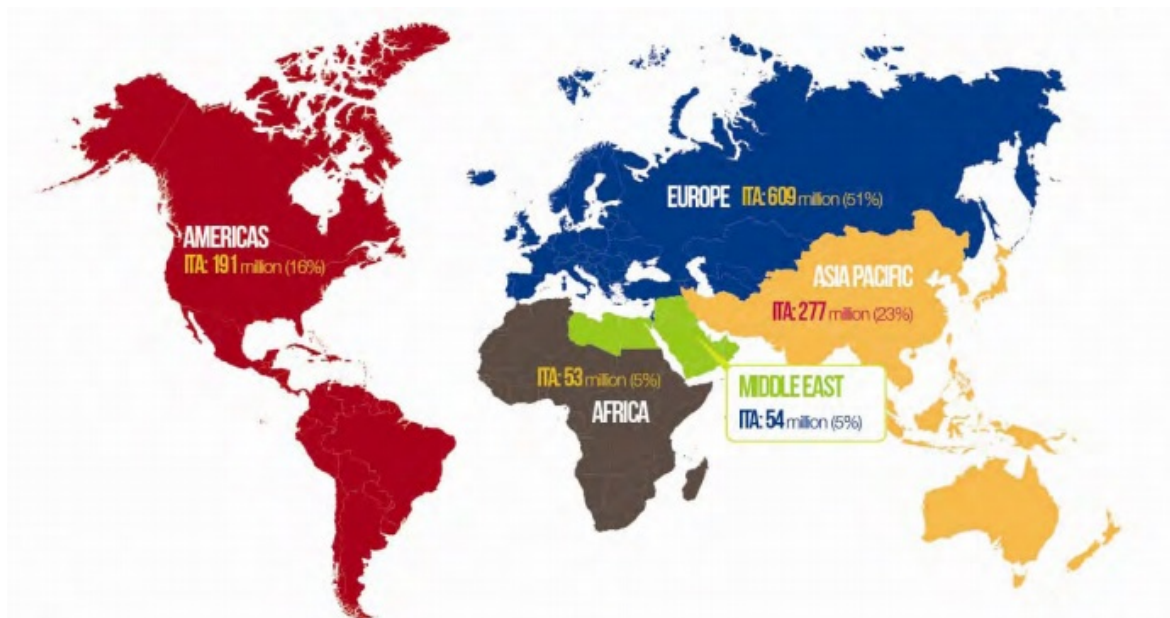 EUROPE ITA: 609 million (51%)
AMERICAS
ITA: 191 million (16%)
ASIA PACIFIC
ITA: 277 million (23%)
ITA: 53 million (5%)
AFRICA
MIDDLE EAST
ITA: 54 million (5%)